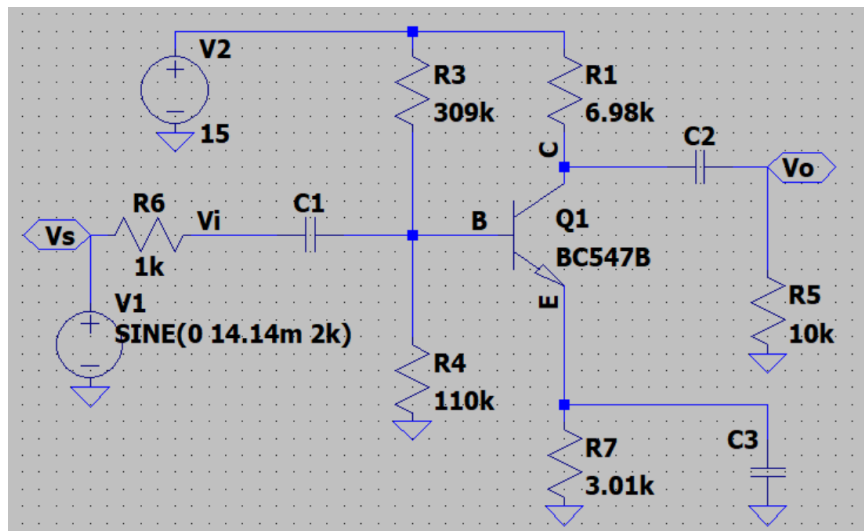 V2
15
R3
309k
R1
6.98k
C
C2
Vo
Vs
R6
1k
Vi
C1
B
Q1
BC547B
E
V1
SINE(0 14.14m 2k)
R4
110k
R5
10k
R7
3.01k
C3